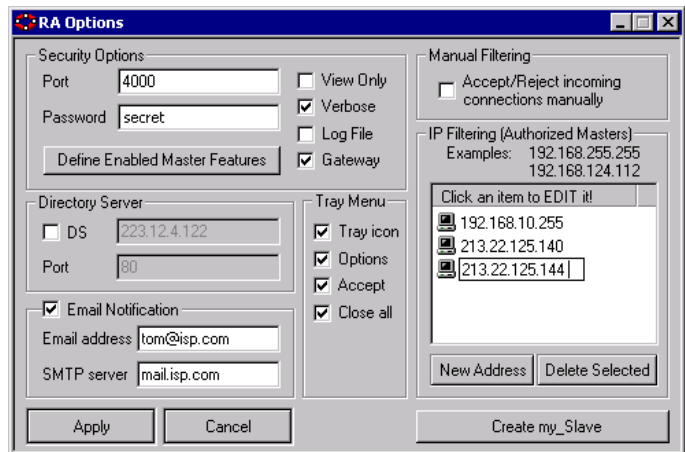 RA Options
Security Options
Port 4000
Password secret
Define Enabled Master Features
View Only
Verbose
Log File
Gateway
Directory Server
DS 223.12.4.122
Port 80
Email Notification
Email address tom@isp.com
SMTP server mail.isp.com
Tray Menu
Tray icon
Options
Accept
Close all
Manual Filtering
Accept/Reject incoming
connections manually
IP Filtering (Authorized Masters)
Examples: 192.168.255.255
192.168.124.112
Click an item to EDIT it!
192.168.10.255
213.22.125.140
213.22.125.144
New Address Delete Selected
Apply Cancel Create my_Slave